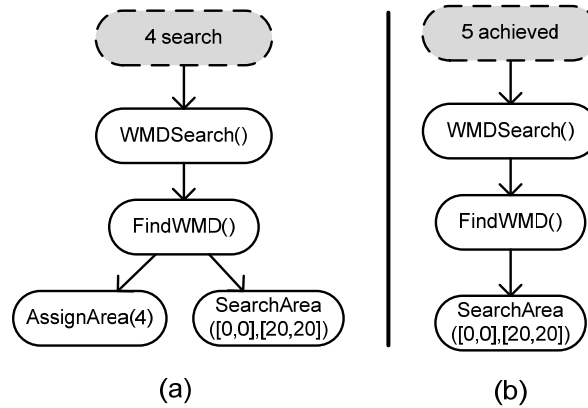 4 search
WMDSearch()
FindWMD()
AssignArea(4)
SearchArea
([0,0],[20,20])
(a)
5 achieved
WMDSearch()
FindWMD()
SearchArea
([0,0],[20,20])
(b)